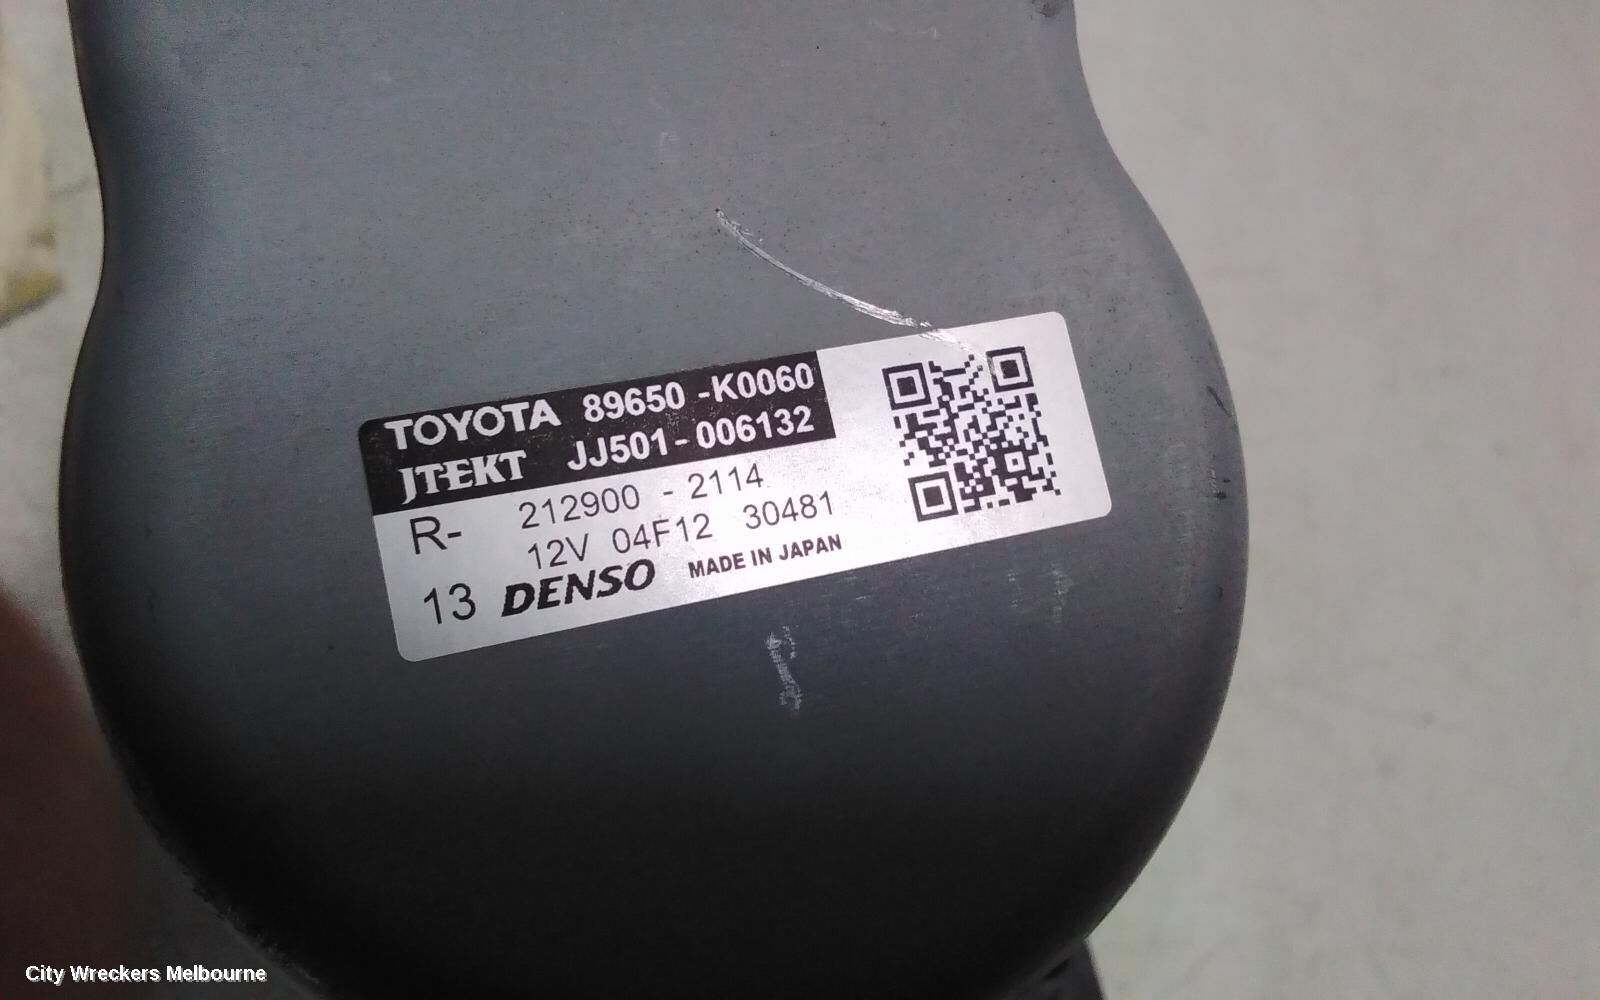 TOYOTA 89650 -K0060
JTEKT JJ501-006132
R- 212900 - 2114
12V 04F12 30481
13 DENSO MADE IN JAPAN
City Wreckers Melbourne